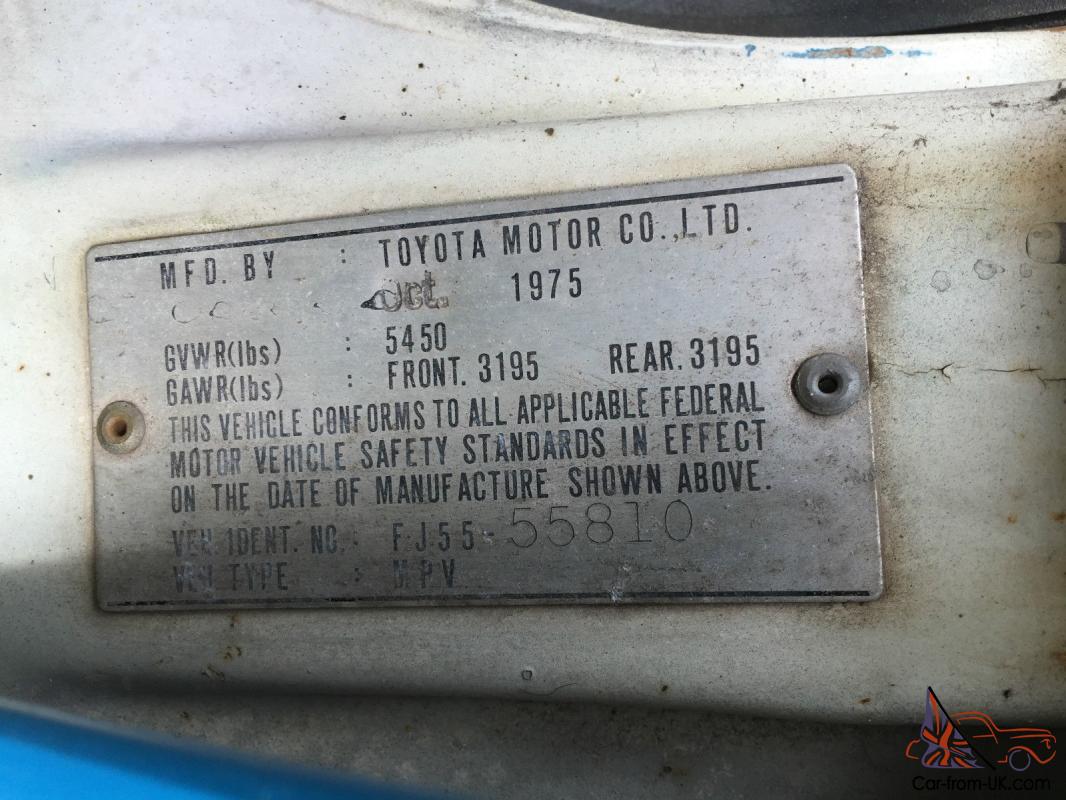 MFD. BY : TOYOTA MOTOR CO.,LTD.
Oct. 1975
GVWR(lbs) : 5450
GAWR(lbs) : FRONT. 3195 REAR. 3195
THIS VEHICLE CONFORMS TO ALL APPLICABLE FEDERAL
MOTOR VEHICLE SAFETY STANDARDS IN EFFECT
ON THE DATE OF MANUFACTURE SHOWN ABOVE.
VEH. IDENT. NO. : FJ55-55810
VEH TYPE : MPV
Car-from-UK.com